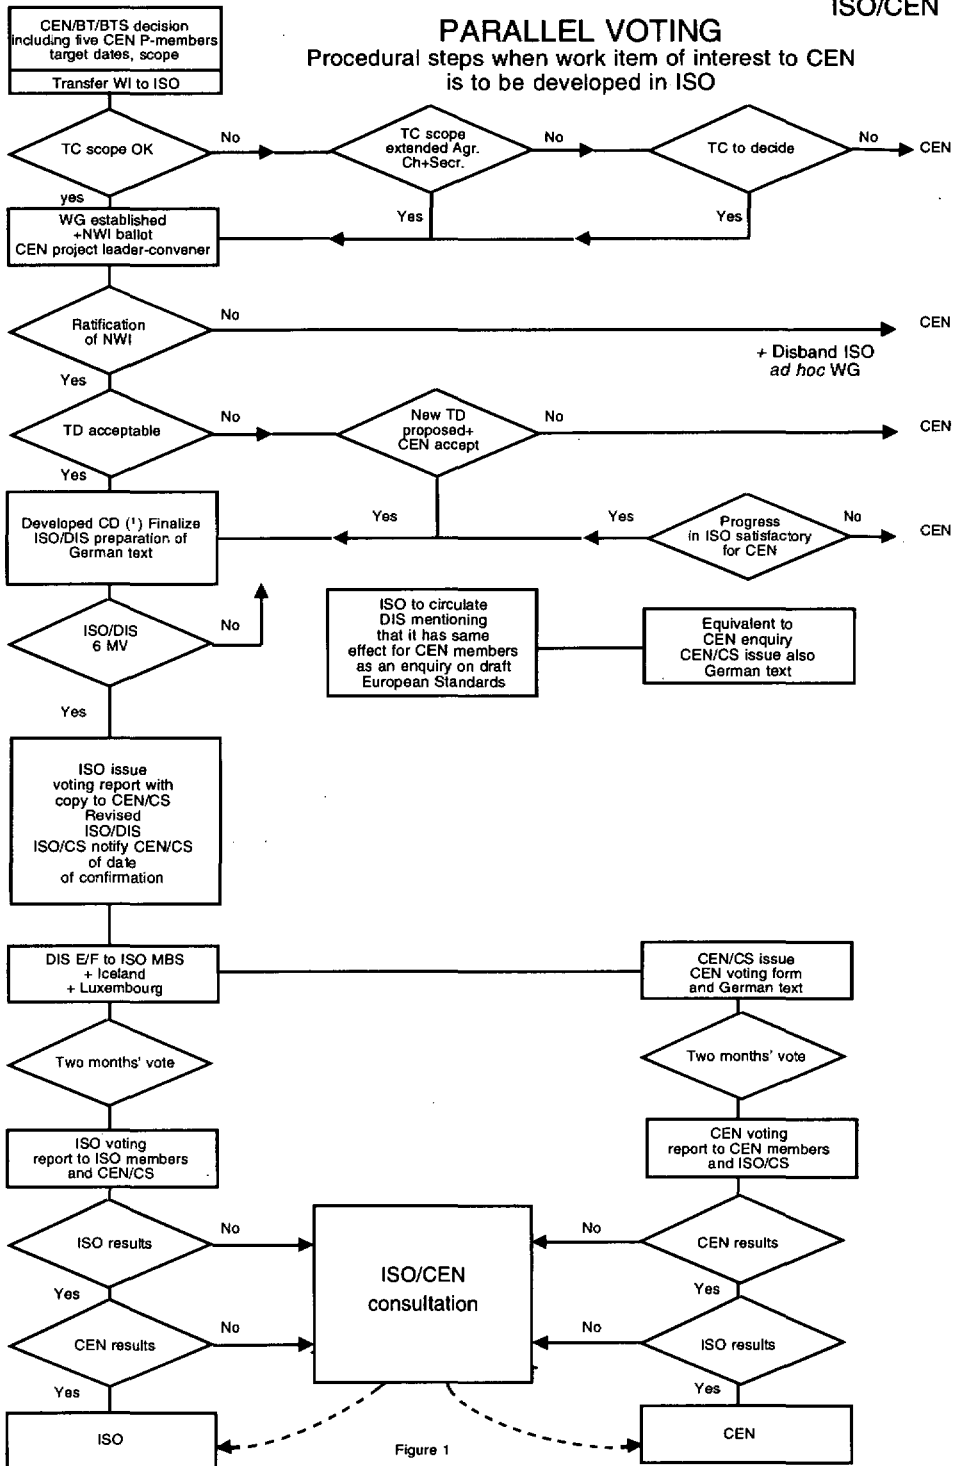 ISO/CEN
PARALLEL VOTING
Procedural steps when work item of interest to CEN
is to be developed in ISO
CEN/BT/BTS decision
including five CEN P-members
target dates, scope
Transfer WI to ISO
TC scope OK
No
TC scope
extended Agr.
Ch+Secr.
No
TC to decide
No
CEN
yes
Yes
Yes
WG established
+NWI ballot
CEN project leader-convener
Ratification
of NWI
No
CEN
+ Disband ISO
ad hoc WG
Yes
TD acceptable
No
New TD
proposed+
CEN accept
No
CEN
Yes
Developed CD (¹) Finalize
ISO/DIS preparation of
German text
Yes
Yes
Progress
in ISO satisfactory
for CEN
No
CEN
ISO/DIS
6 MV
No
ISO to circulate
DIS mentioning
that it has same
effect for CEN members
as an enquiry on draft
European Standards
Equivalent to
CEN enquiry
CEN/CS issue also
German text
Yes
ISO issue
voting report with
copy to CEN/CS
Revised
ISO/DIS
ISO/CS notify CEN/CS
of date
of confirmation
DIS E/F to ISO MBS
+ Iceland
+ Luxembourg
CEN/CS issue
CEN voting form
and German text
Two months' vote
Two months' vote
ISO voting
report to ISO members
and CEN/CS
CEN voting
report to CEN members
and ISO/CS
ISO results
No
ISO/CEN
consultation
No
CEN results
Yes
Yes
CEN results
No
No
ISO results
Yes
Yes
ISO
CEN
Figure 1